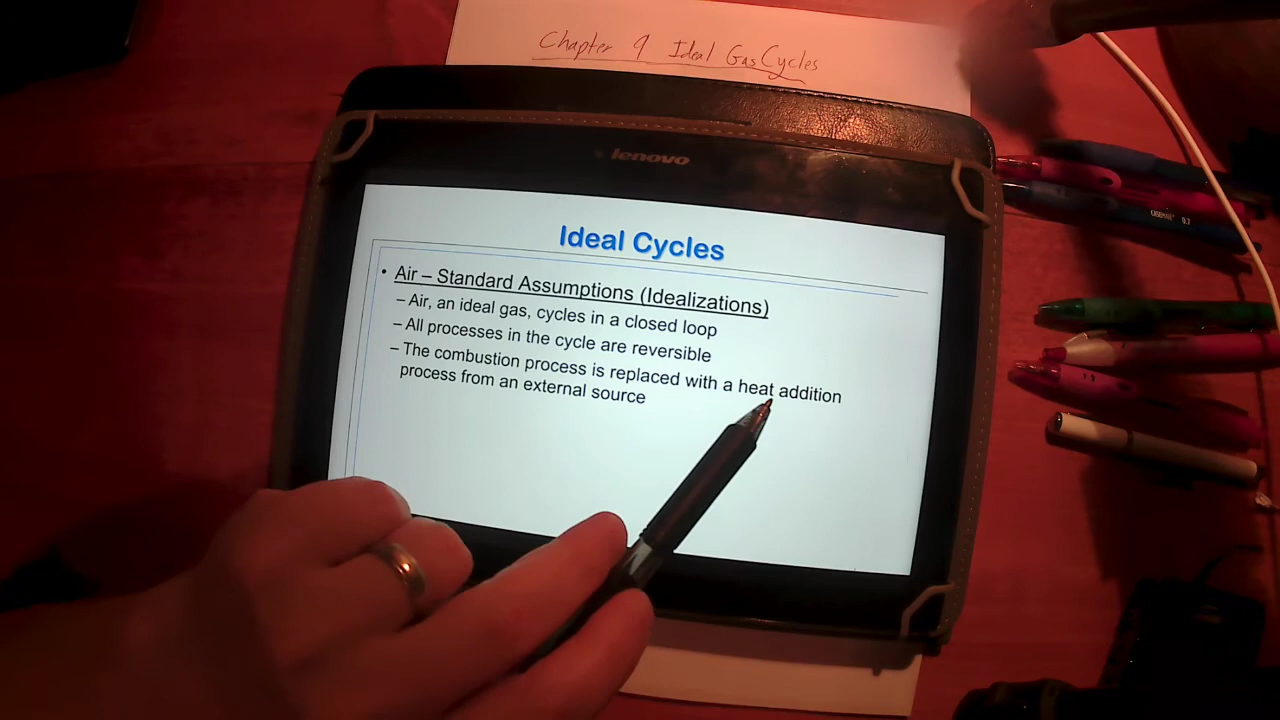 Chapter 9 Ideal Gas Cycles
lenovo
Ideal Cycles
• Air – Standard Assumptions (Idealizations)
– Air, an ideal gas, cycles in a closed loop
– All processes in the cycle are reversible
– The combustion process is replaced with a heat addition
process from an external source
0.7